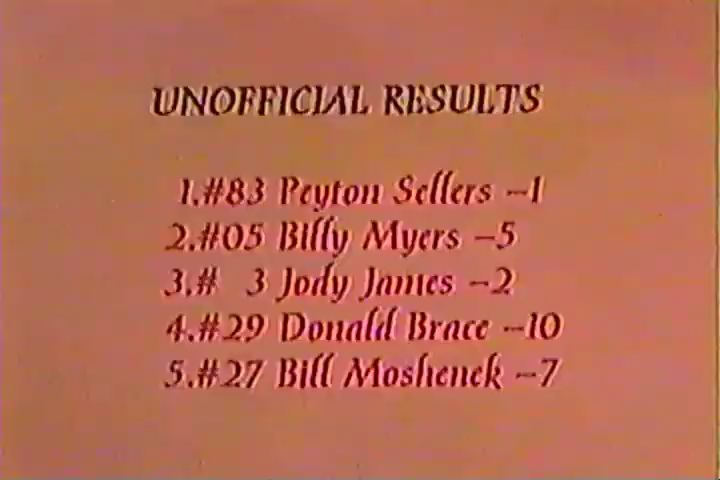 UNOFFICIAL RESULTS
1.#83 Peyton Sellers -1
2.#05 Billy Myers -5
3.# 3 Jody James -2
4.#29 Donald Brace -10
5.#27 Bill Moshenek -7